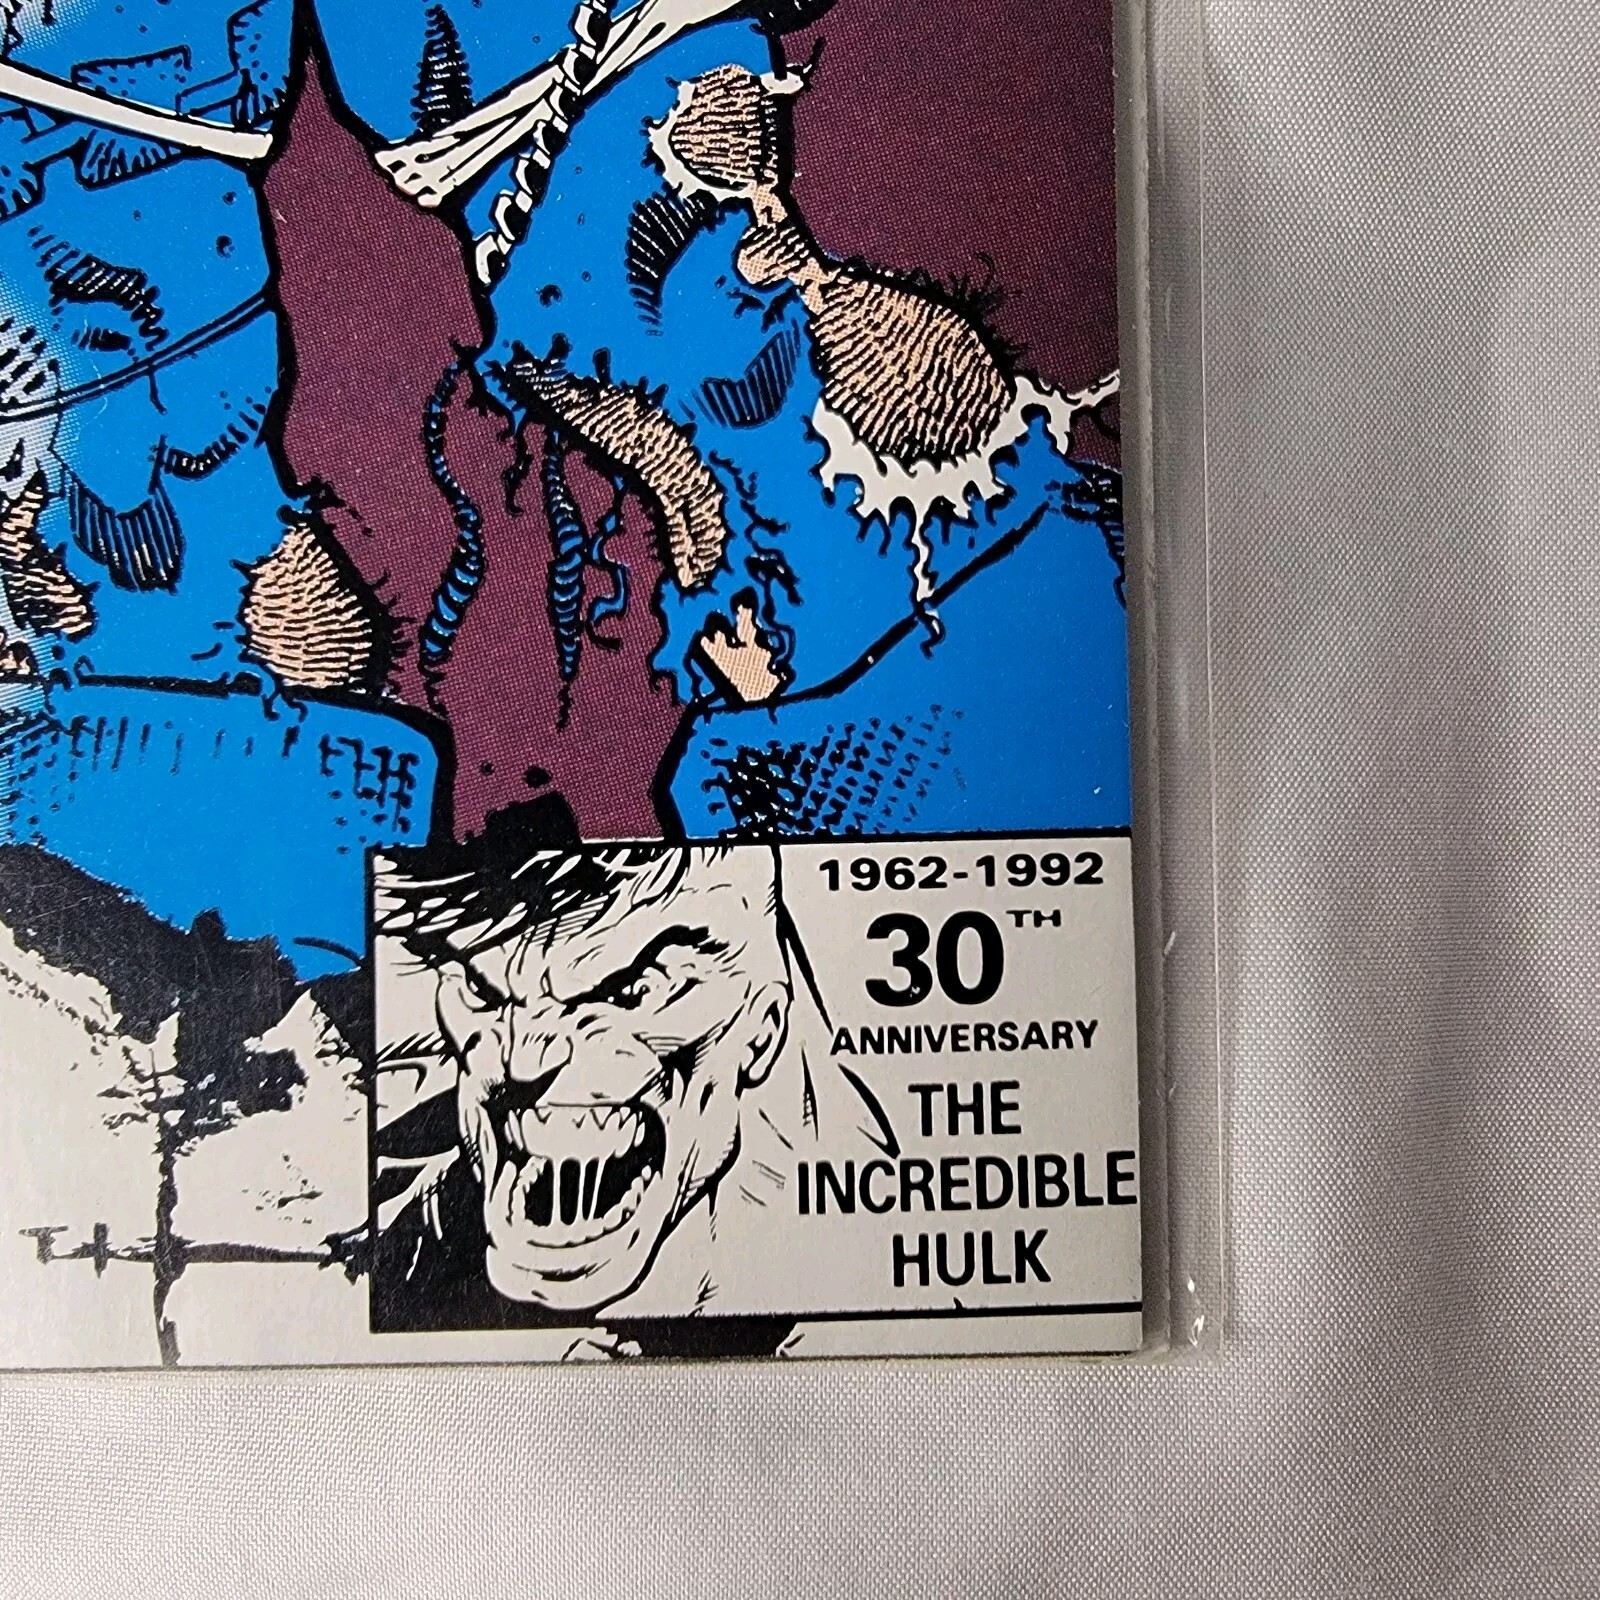 1962-1992
30TH
ANNIVERSARY
THE
INCREDIBLE
HULK